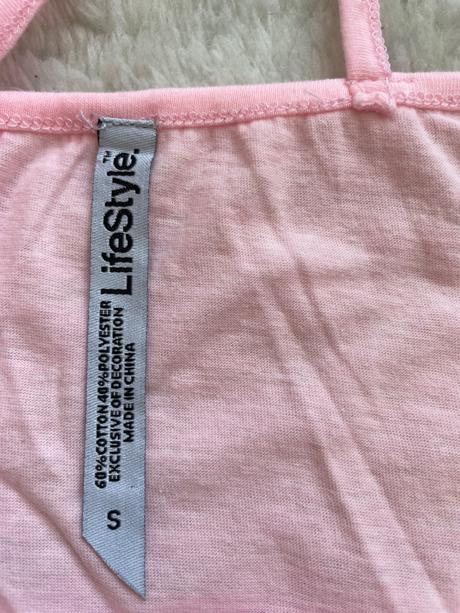 LifeStyle.™
60%COTTON 40%POLYESTER
EXCLUSIVE OF DECORATION
MADE IN CHINA
S